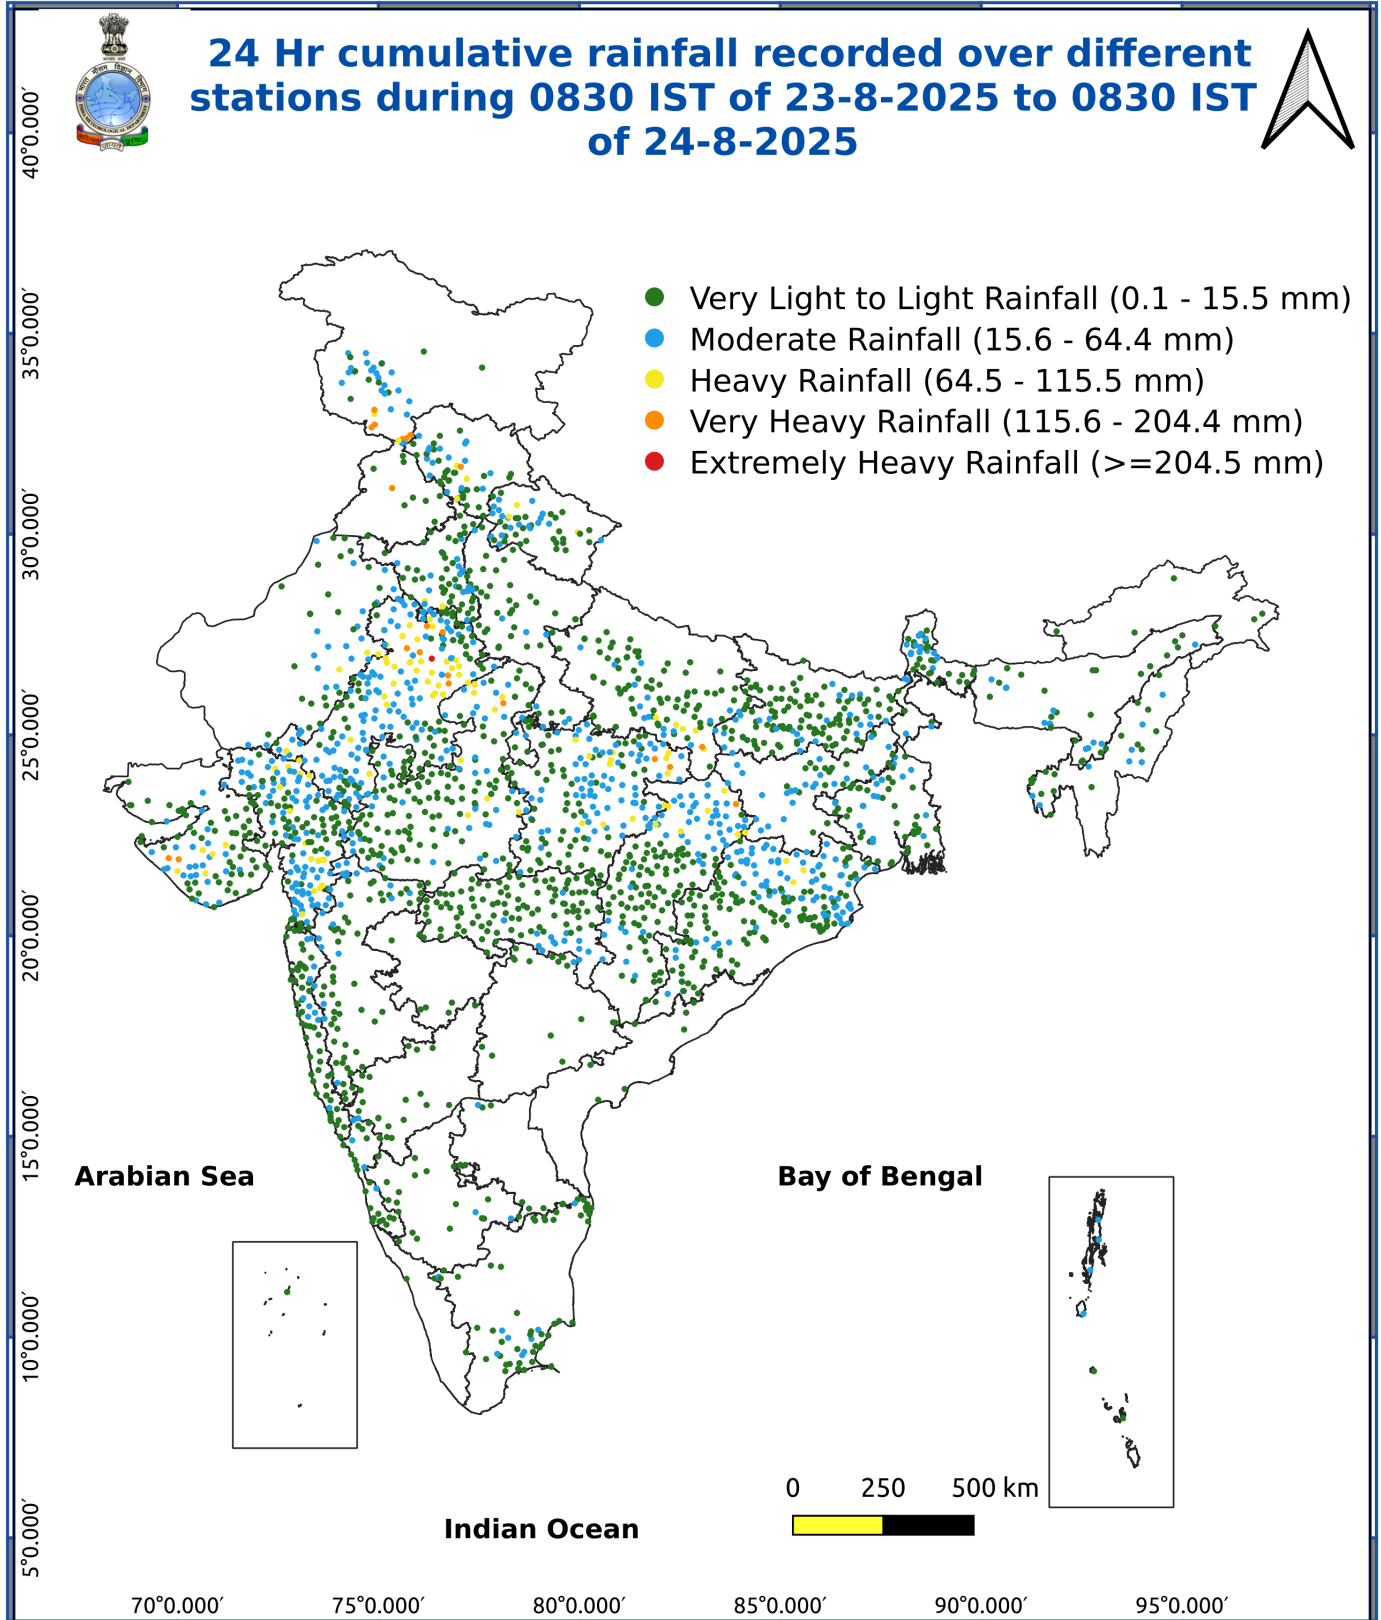 24 Hr cumulative rainfall recorded over different
stations during 0830 IST of 23-8-2025 to 0830 IST
of 24-8-2025
Very Light to Light Rainfall (0.1 - 15.5 mm)
Moderate Rainfall (15.6 - 64.4 mm)
Heavy Rainfall (64.5 - 115.5 mm)
Very Heavy Rainfall (115.6 - 204.4 mm)
Extremely Heavy Rainfall (>=204.5 mm)
40°0.000′
35°0.000′
30°0.000′
25°0.000′
20°0.000′
15°0.000′
10°0.000′
5°0.000′
Arabian Sea
Bay of Bengal
Indian Ocean
0 250 500 km
70°0.000′ 75°0.000′ 80°0.000′ 85°0.000′ 90°0.000′ 95°0.000′